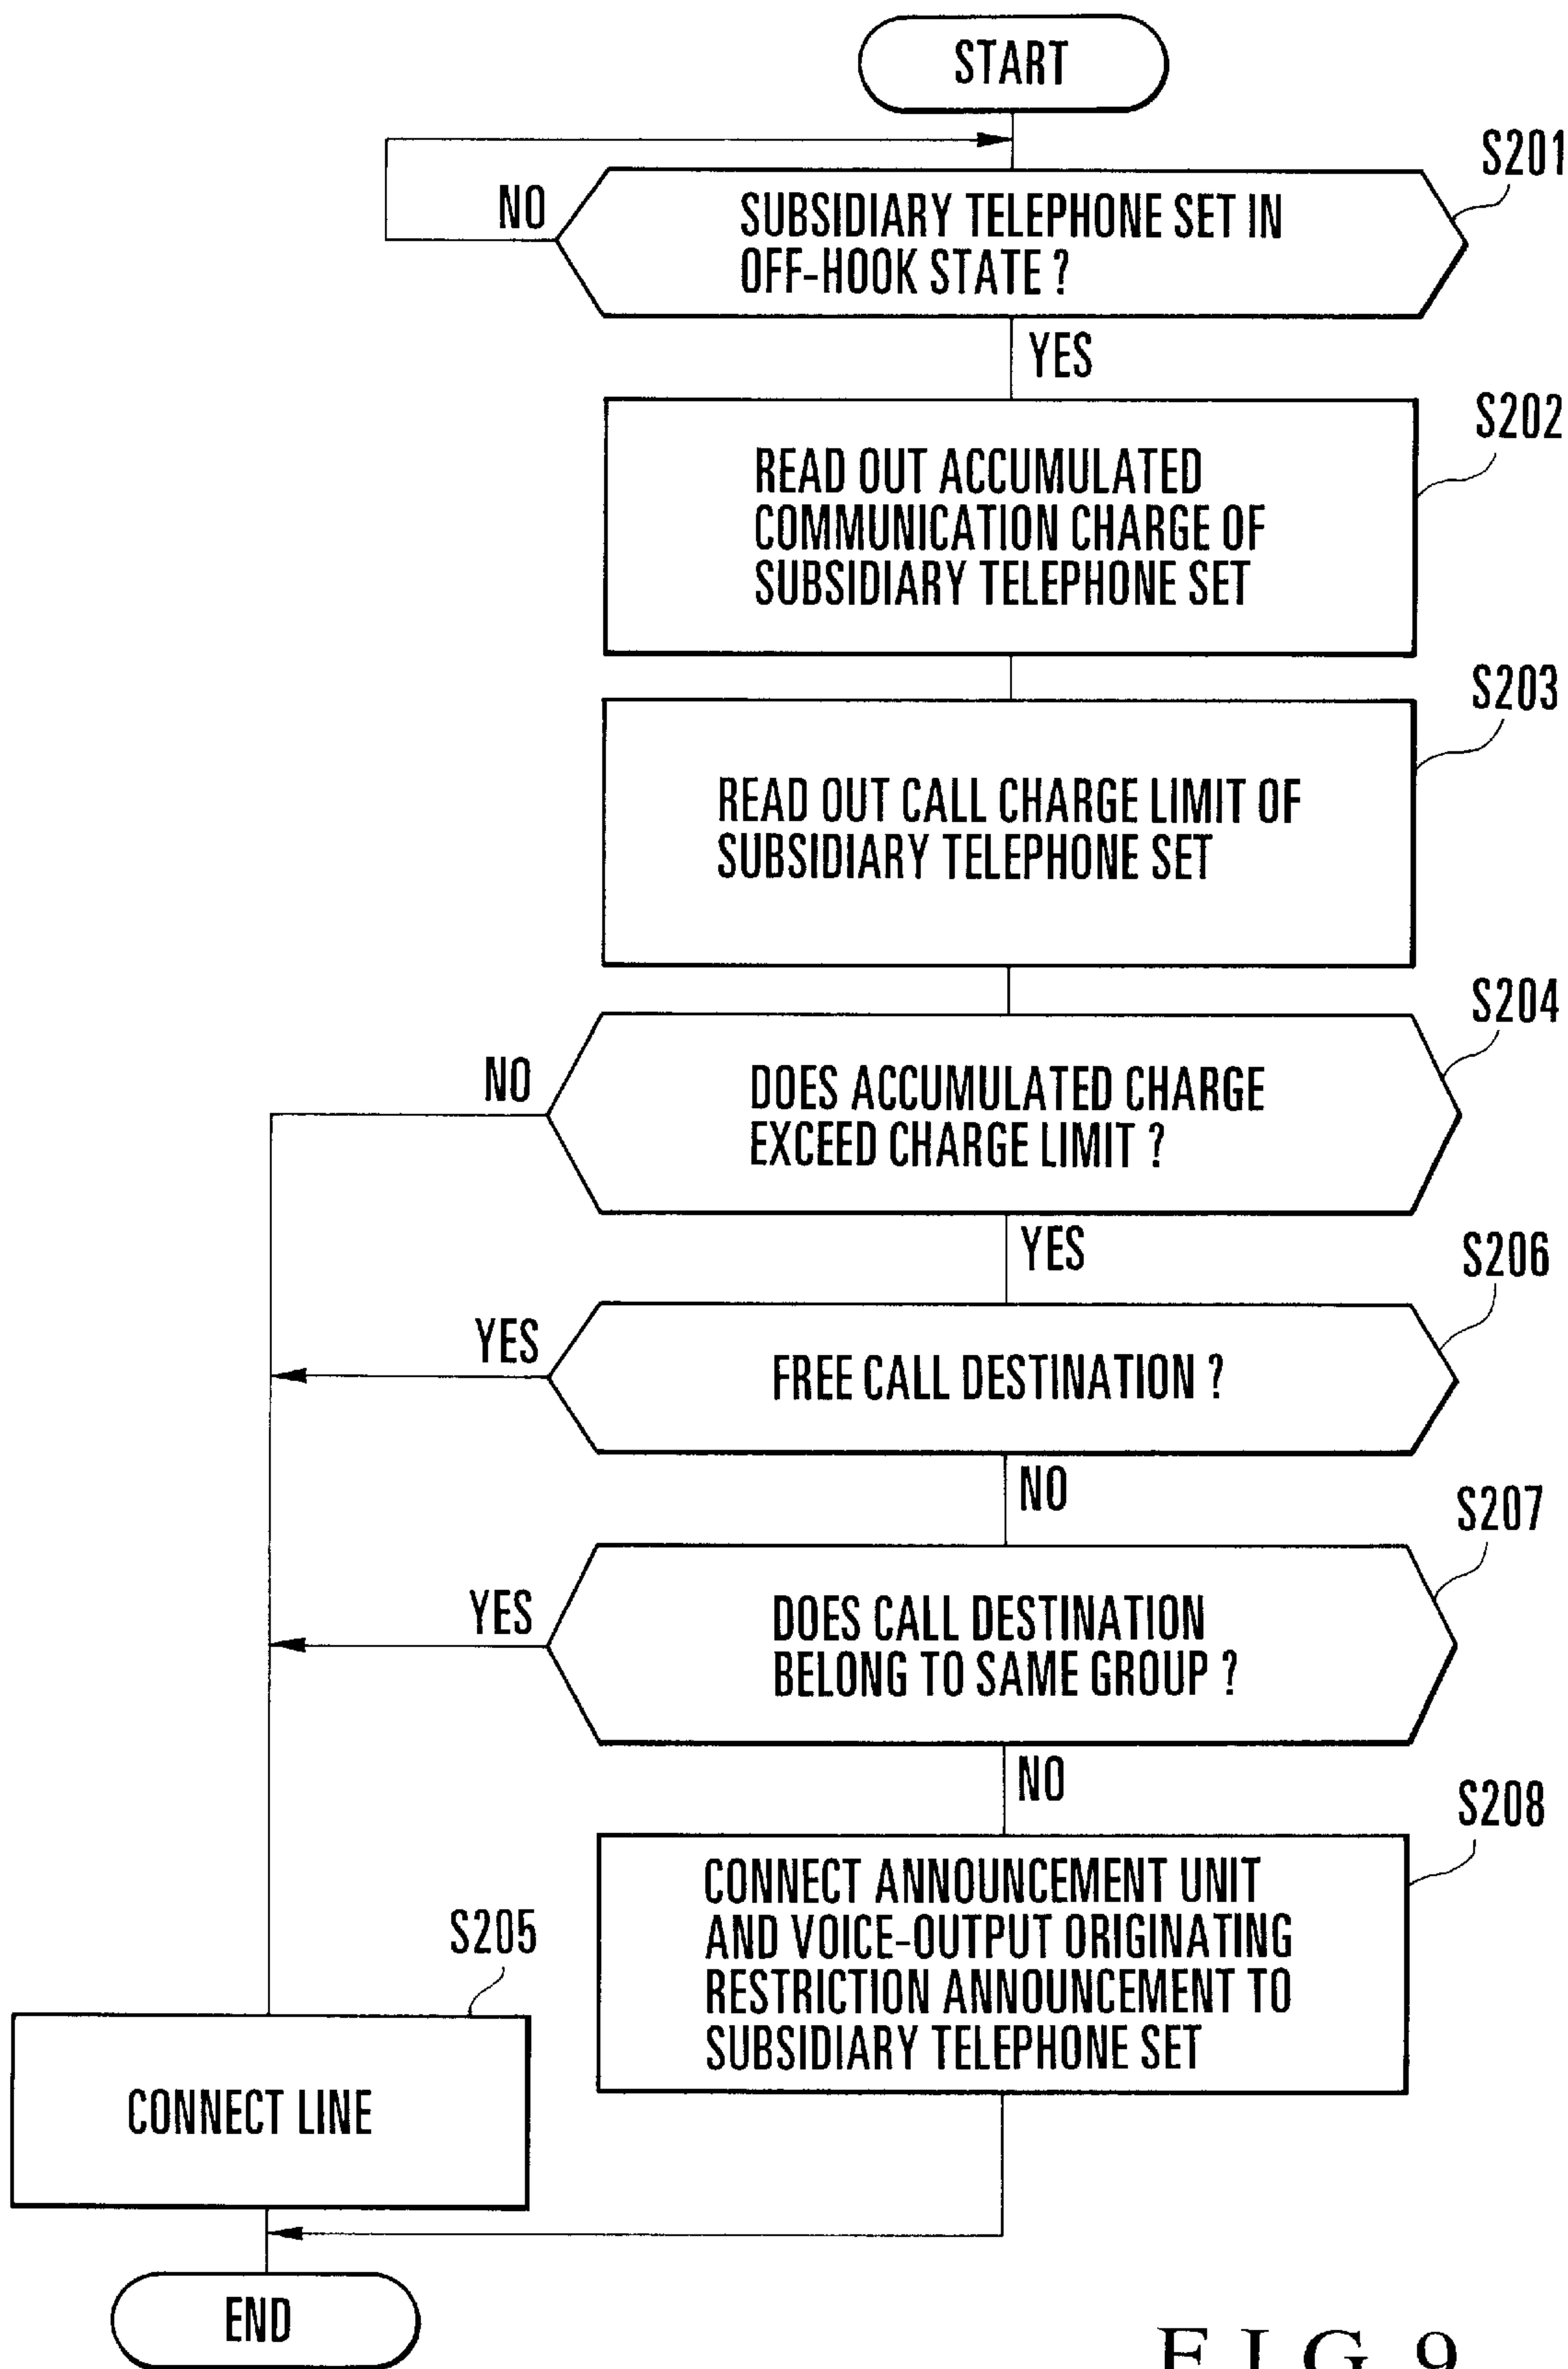 START
S201
NO
SUBSIDIARY TELEPHONE SET IN
OFF-HOOK STATE ?
YES
S202
READ OUT ACCUMULATED
COMMUNICATION CHARGE OF
SUBSIDIARY TELEPHONE SET
S203
READ OUT CALL CHARGE LIMIT OF
SUBSIDIARY TELEPHONE SET
S204
NO
DOES ACCUMULATED CHARGE
EXCEED CHARGE LIMIT ?
YES
S206
YES
FREE CALL DESTINATION ?
NO
S207
YES
DOES CALL DESTINATION
BELONG TO SAME GROUP ?
NO
S208
CONNECT ANNOUNCEMENT UNIT
AND VOICE-OUTPUT ORIGINATING
RESTRICTION ANNOUNCEMENT TO
SUBSIDIARY TELEPHONE SET
S205
CONNECT LINE
END
FIG. 9